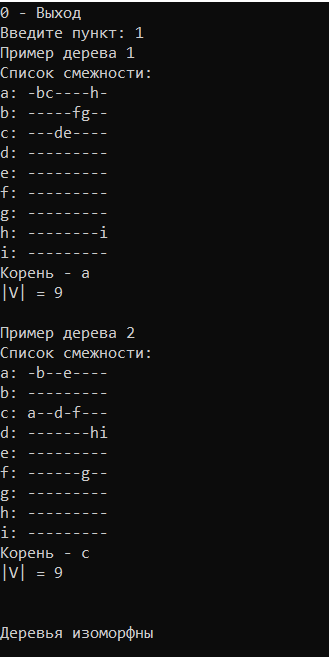 0 - Выход
Введите пункт: 1
Пример дерева 1
Список смежности:
a: -bc----h-
b: -----fg--
c: ---de----
d: ---------
e: ---------
f: ---------
g: ---------
h: --------i
i: ---------
Корень - a
|V| = 9
Пример дерева 2
Список смежности:
a: -b--e----
b: ---------
c: a--d-f---
d: -------hi
e: ---------
f: ------g--
g: ---------
h: ---------
i: ---------
Корень - c
|V| = 9
Деревья изоморфны